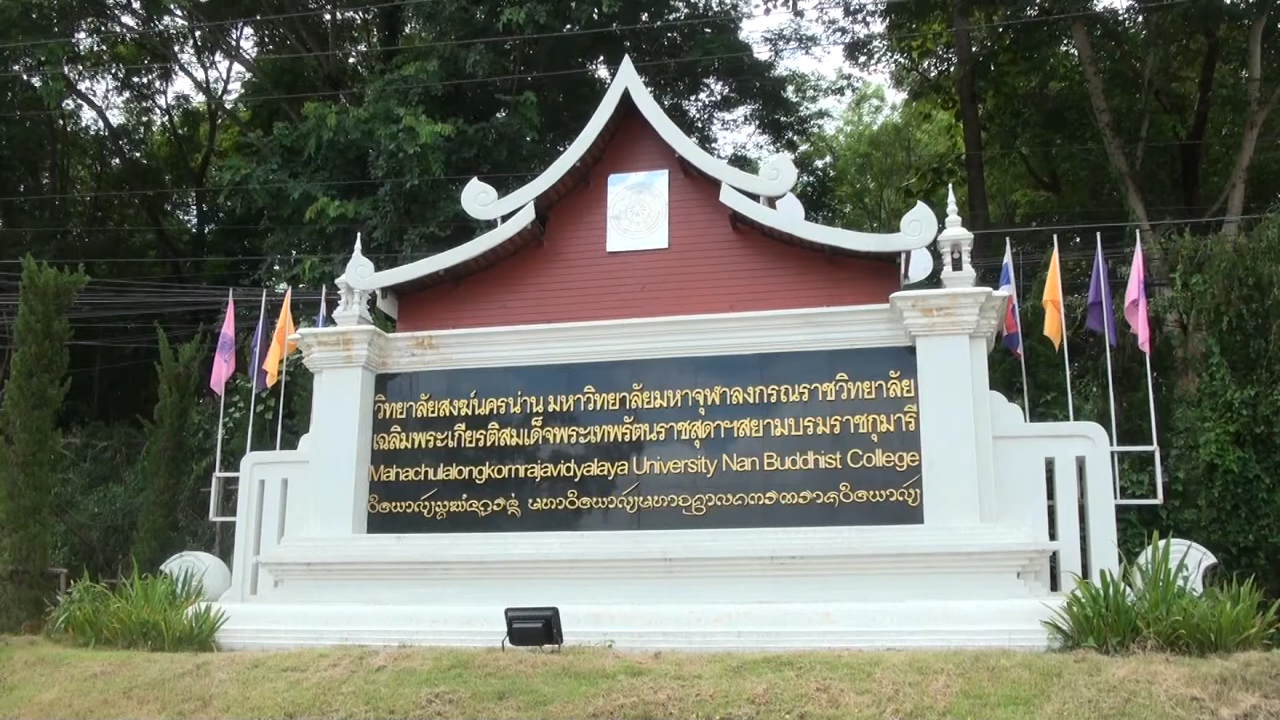 วิทยาลัยสงฆ์นครน่าน มหาวิทยาลัยมหาจุฬาลงกรณราชวิทยาลัย
เฉลิมพระเกียรติสมเด็จพระเทพรัตนราชสุดาฯสยามบรมราชกุมารี
Mahachulalongkornrajavidyalaya University Nan Buddhist College